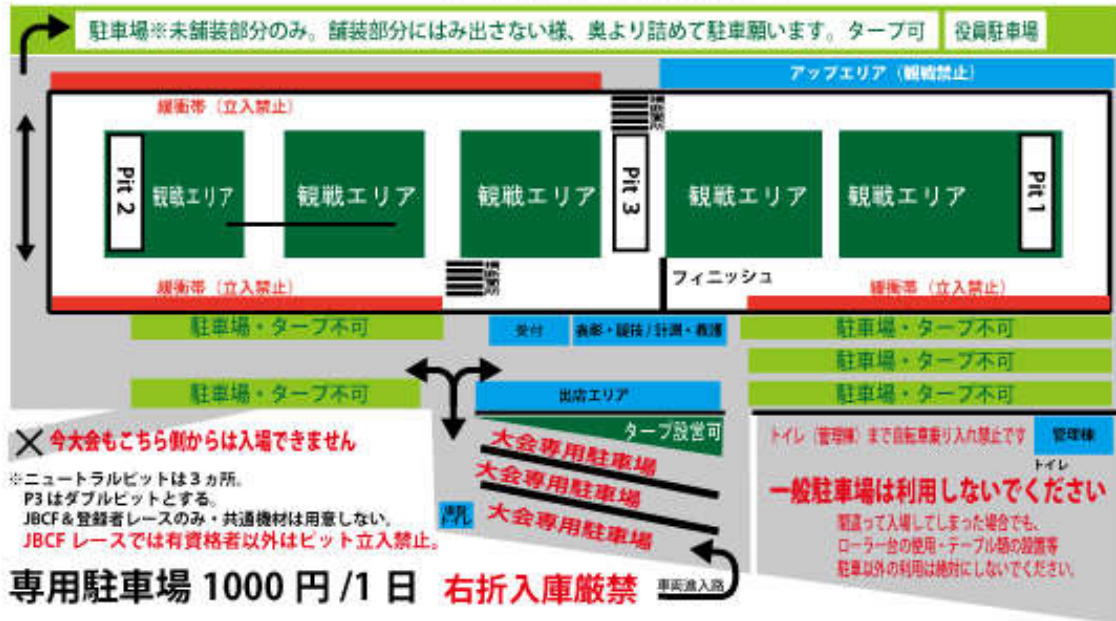 駐車場※未舗装部分のみ。舗装部分にはみ出さない様、奥より詰めて駐車願います。タープ可
役員駐車場
アップエリア(観戦禁止)
緩衝帯(立入禁止)
Pit 2
観戦エリア
観戦エリア
観戦エリア
Pit 3
観戦エリア
観戦エリア
Pit 1
フィニッシュ
緩衝帯(立入禁止)
緩衝帯(立入禁止)
駐車場・タープ不可
受付
表彰・競技/計測・救護
駐車場・タープ不可
駐車場・タープ不可
駐車場・タープ不可
出店エリア
駐車場・タープ不可
タープ設営可
大会専用駐車場
大会専用駐車場
大会専用駐車場
今大会もこちら側からは入場できません
※ニュートラルピットは3ヵ所。
P3はダブルピットとする。
JBCF&登録者レースのみ・共通機材は用意しない。
JBCFレースでは有資格者以外はピット立入禁止。
トイレ(管理棟)まで自転車乗り入れ禁止です
管理棟
トイレ
一般駐車場は利用しないでください
間違って入場してしまった場合でも、
ローラー台の使用・テーブル類の設置等
駐車以外の利用は絶対にしないでください。
専用駐車場 1000 円 /1 日
右折入庫厳禁
車両進入路